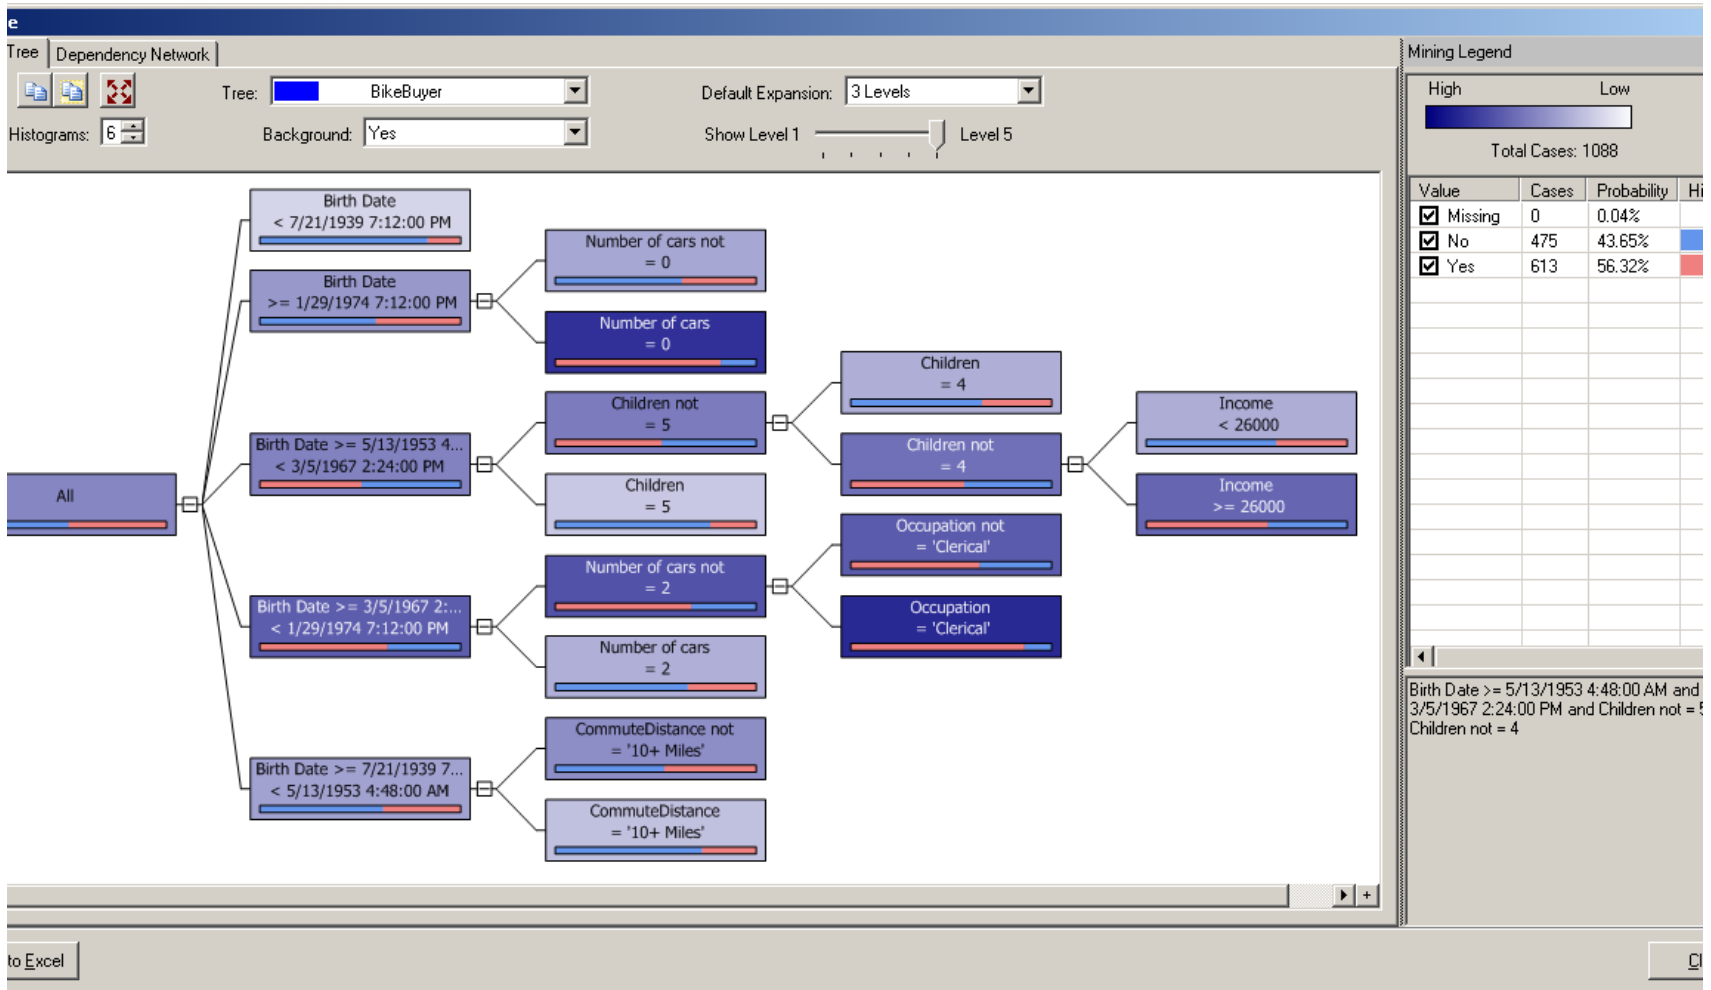 e
Tree
Dependency Network
Tree:
BikeBuyer
Default Expansion:
3 Levels
Histograms:
6
Background:
Yes
Show Level 1
Level 5
All
Birth Date
< 7/21/1939 7:12:00 PM
Birth Date
>= 1/29/1974 7:12:00 PM
Birth Date >= 5/13/1953 4...
< 3/5/1967 2:24:00 PM
Birth Date >= 3/5/1967 2:...
< 1/29/1974 7:12:00 PM
Birth Date >= 7/21/1939 7...
< 5/13/1953 4:48:00 AM
Number of cars not
= 0
Number of cars
= 0
Children not
= 5
Children
= 5
Number of cars not
= 2
Number of cars
= 2
CommuteDistance not
= '10+ Miles'
CommuteDistance
= '10+ Miles'
Children
= 4
Children not
= 4
Occupation not
= 'Clerical'
Occupation
= 'Clerical'
Income
< 26000
Income
>= 26000
Mining Legend
High Low
Total Cases: 1088
Value Cases Probability Hi
Missing 0 0.04%
No 475 43.65%
Yes 613 56.32%
Birth Date >= 5/13/1953 4:48:00 AM and
3/5/1967 2:24:00 PM and Children not = 5
Children not = 4
to Excel
Cl